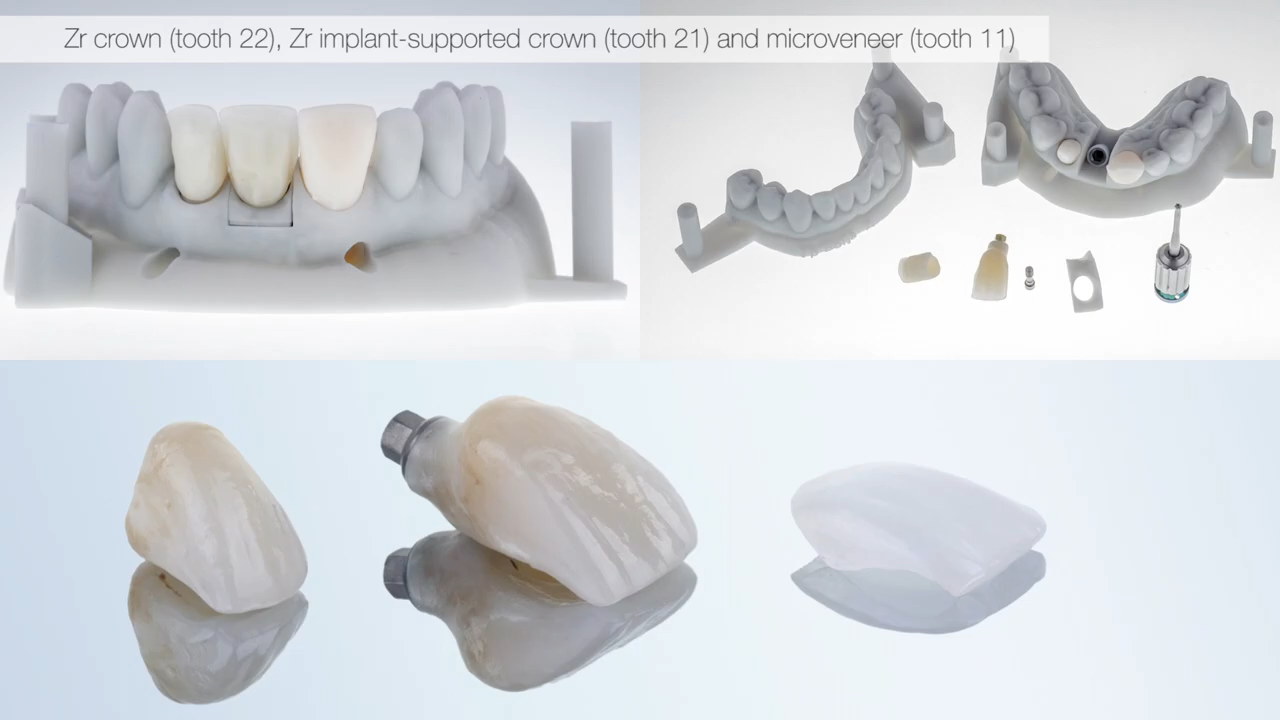 Zr crown (tooth 22), Zr implant-supported crown (tooth 21) and microveneer (tooth 11)